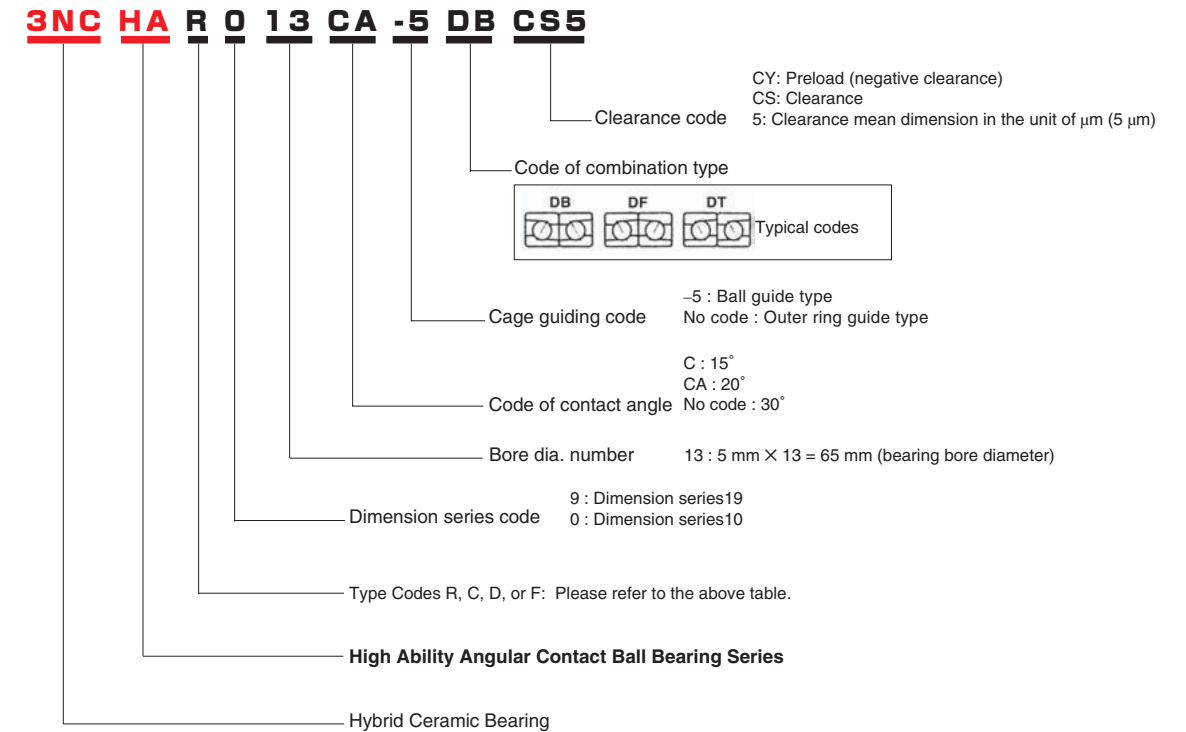 3NC HA R 0 13 CA -5 DB CS5
CY: Preload (negative clearance)
CS: Clearance
Clearance code 5: Clearance mean dimension in the unit of μm (5 μm)
Code of combination type
DB DF DT
Typical codes
–5 : Ball guide type
Cage guiding code No code : Outer ring guide type
C : 15°
CA : 20°
Code of contact angle No code : 30°
Bore dia. number 13 : 5 mm × 13 = 65 mm (bearing bore diameter)
9 : Dimension series19
Dimension series code 0 : Dimension series10
Type Codes R, C, D, or F: Please refer to the above table.
High Ability Angular Contact Ball Bearing Series
Hybrid Ceramic Bearing